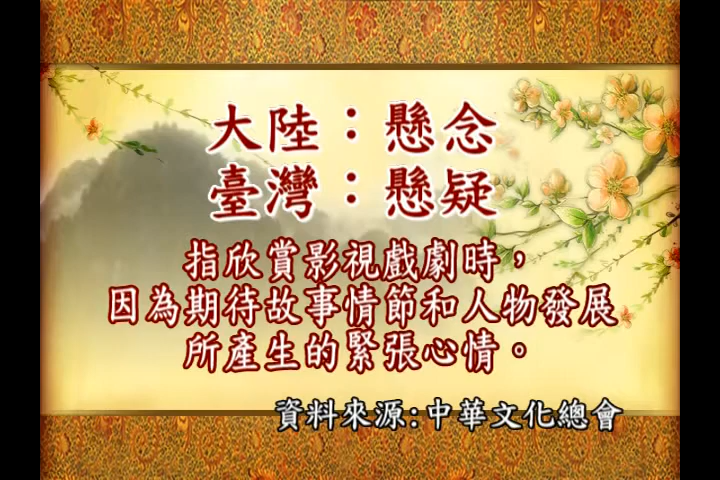 大陸：懸念
臺灣：懸疑
指欣賞影視戲劇時，
因為期待故事情節和人物發展
所產生的緊張心情。
資料來源:中華文化總會